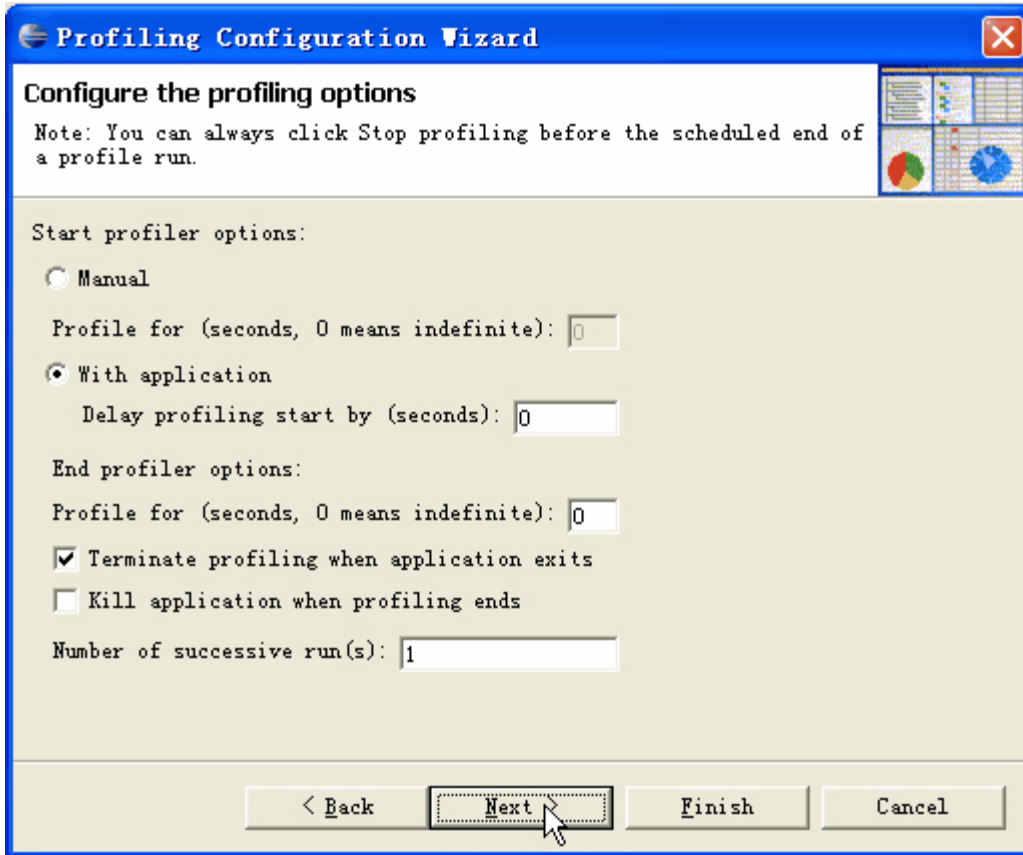 Profiling Configuration Wizard
Configure the profiling options
Note: You can always click Stop profiling before the scheduled end of
a profile run.
Start profiler options:
Manual
Profile for (seconds, 0 means indefinite): 0
With application
Delay profiling start by (seconds): 0
End profiler options:
Profile for (seconds, 0 means indefinite): 0
Terminate profiling when application exits
Kill application when profiling ends
Number of successive run(s): 1
< Back Next > Finish Cancel